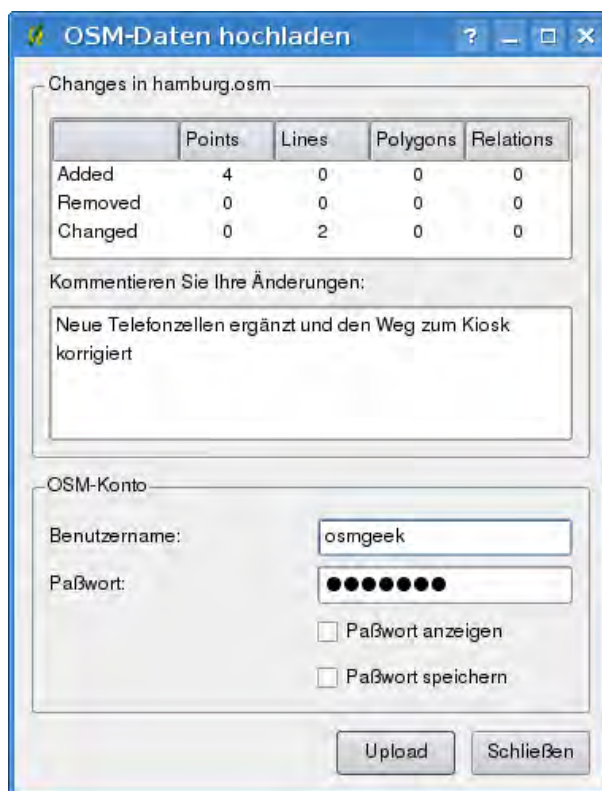 OSM-Daten hochladen
Changes in hamburg.osm
Points Lines Polygons Relations
Added 4 0 0 0
Removed 0 0 0 0
Changed 0 2 0 0
Kommentieren Sie Ihre Änderungen:
Neue Telefonzellen ergänzt und den Weg zum Kiosk
korrigiert
OSM-Konto
Benutzername: osmgeek
Paßwort: ●●●●●●●
Paßwort anzeigen
Paßwort speichern
Upload Schließen